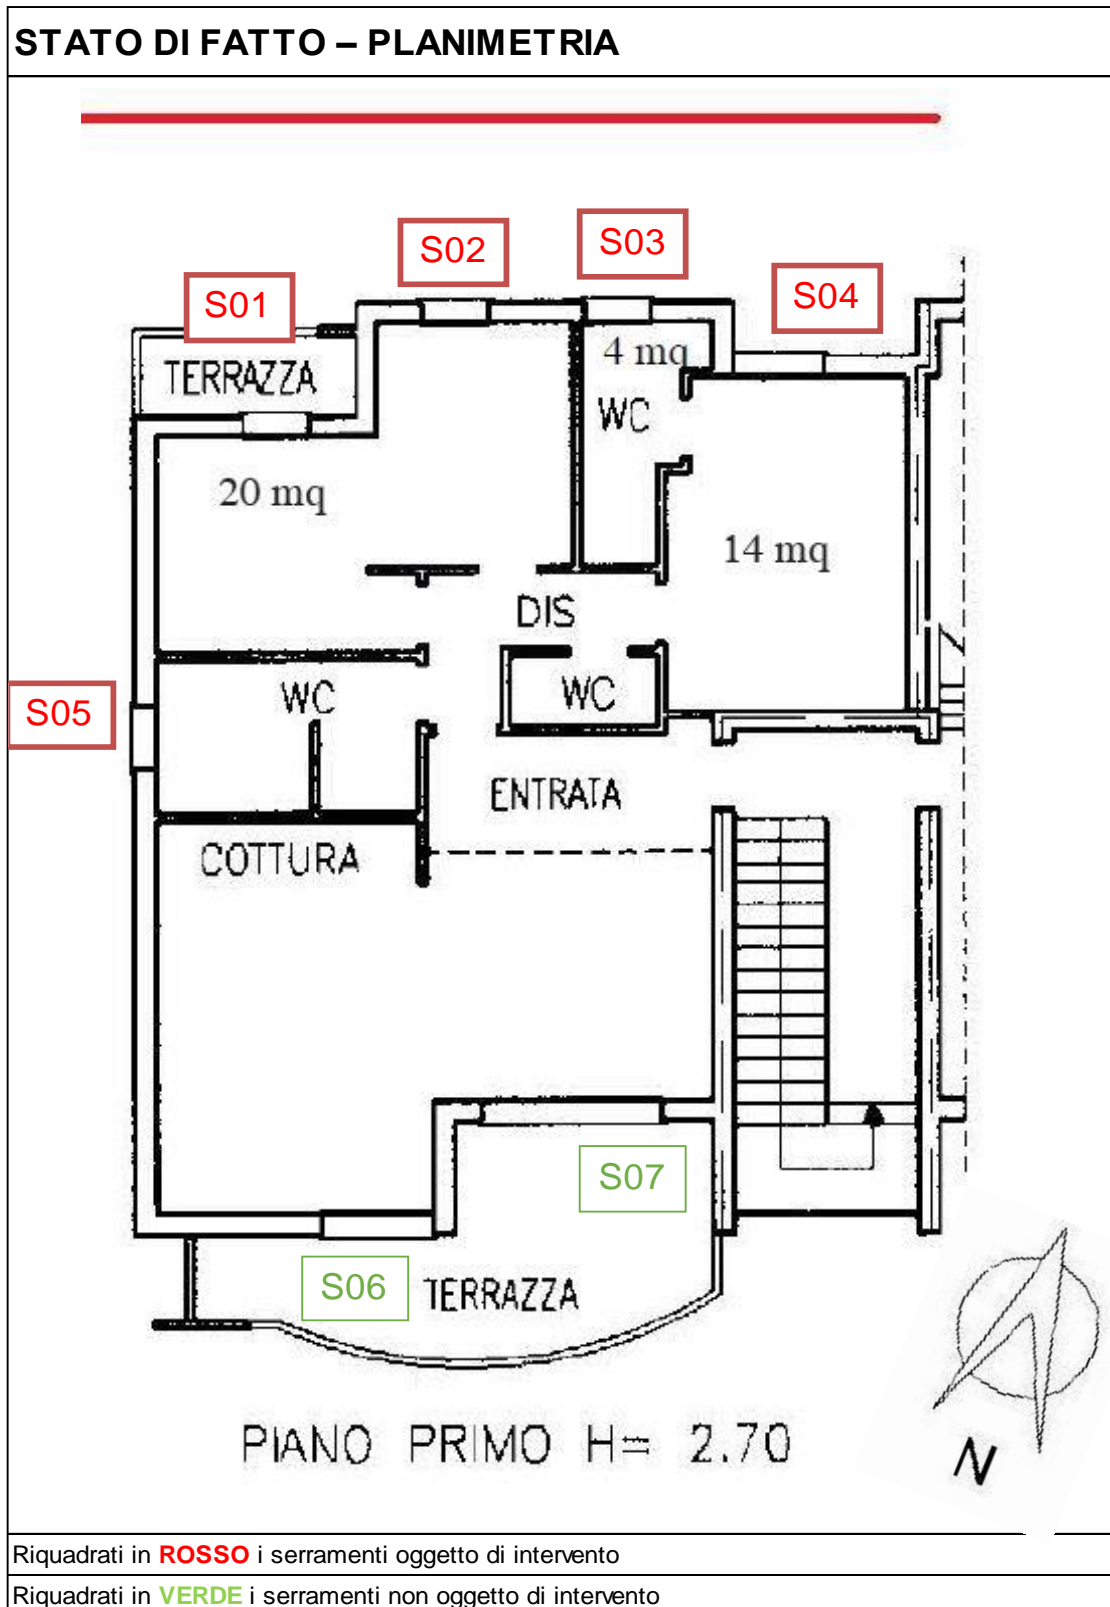 STATO DI FATTO – PLANIMETRIA
S01
S02
S03
S04
TERRAZZA
4 mq
WC
20 mq
14 mq
DIS
WC
WC
S05
ENTRATA
COTTURA
S07
S06
TERRAZZA
PIANO PRIMO H= 2.70
N
Riquadrati in ROSSO i serramenti oggetto di intervento
Riquadrati in VERDE i serramenti non oggetto di intervento